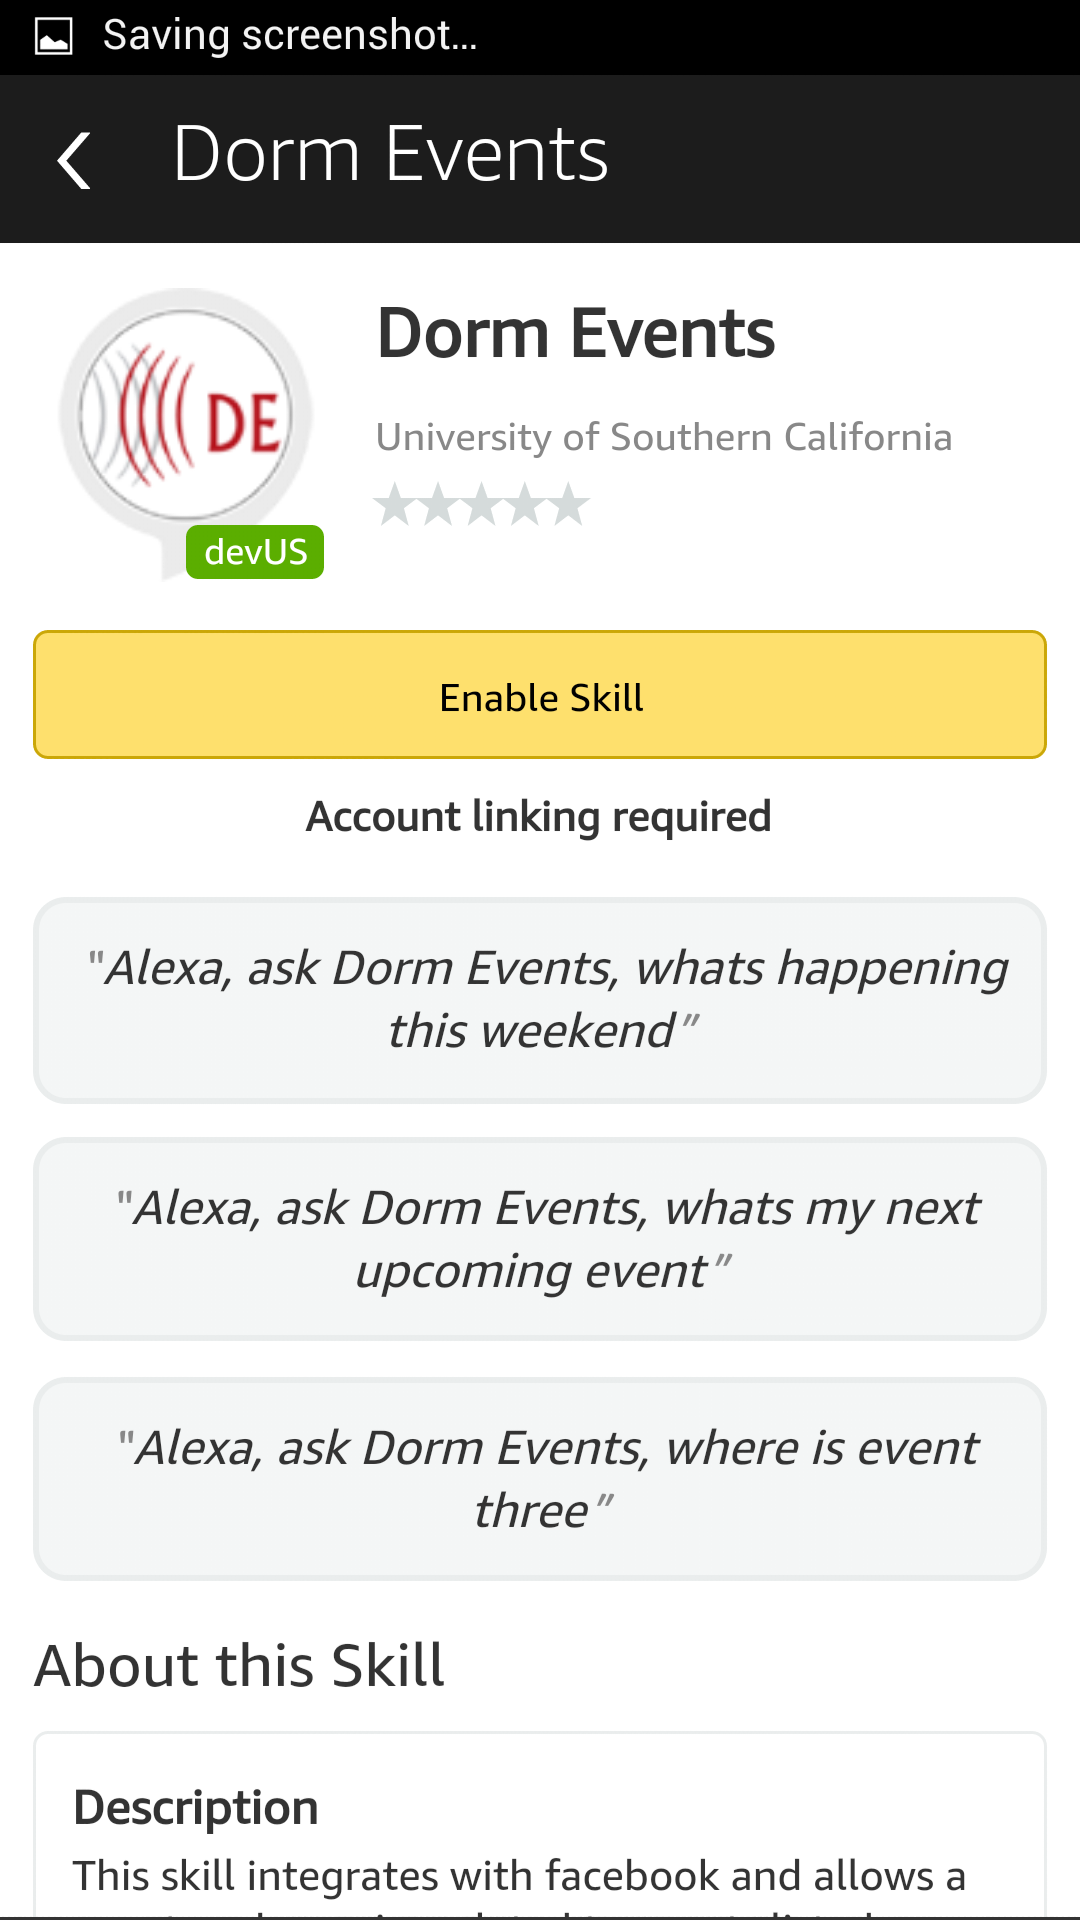 Saving screenshot...
Dorm Events
DE
devUS
Dorm Events
University of Southern California
Enable Skill
Account linking required
"Alexa, ask Dorm Events, whats happening
this weekend"
"Alexa, ask Dorm Events, whats my next
upcoming event"
"Alexa, ask Dorm Events, where is event
three"
About this Skill
Description
This skill integrates with facebook and allows a